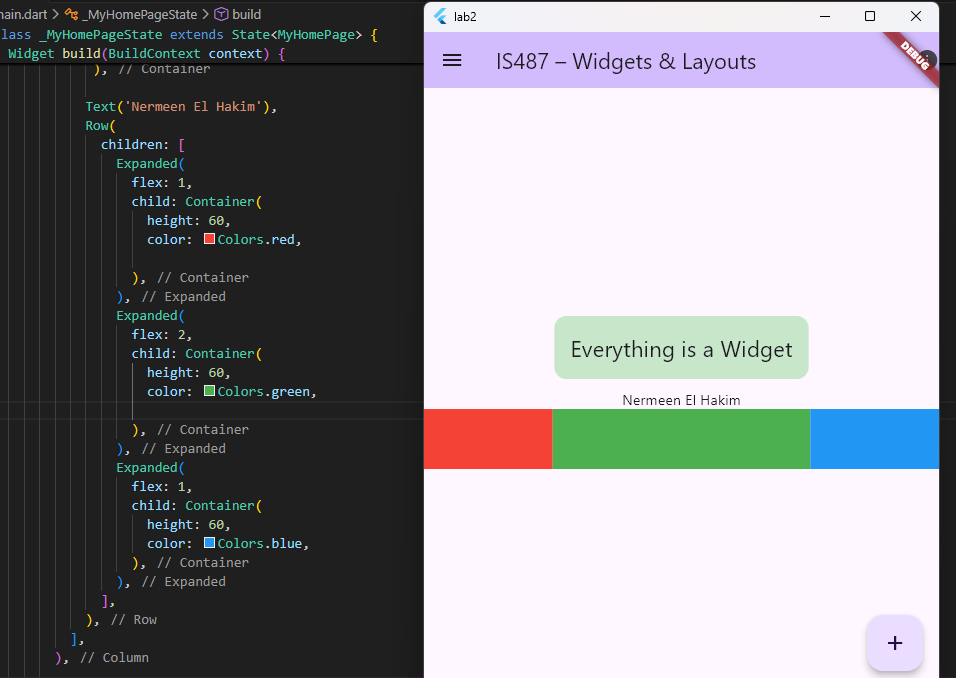 main.dart > _MyHomePageState > build
class _MyHomePageState extends State<MyHomePage> {
Widget build(BuildContext context) {
), // Container
Text('Nermeen El Hakim'),
Row(
children: [
Expanded(
flex: 1,
child: Container(
height: 60,
color: Colors.red,
), // Container
), // Expanded
Expanded(
flex: 2,
child: Container(
height: 60,
color: Colors.green,
), // Container
), // Expanded
Expanded(
flex: 1,
child: Container(
height: 60,
color: Colors.blue,
), // Container
), // Expanded
],
), // Row
],
), // Column
lab2
IS487 – Widgets & Layouts
DEBUG
Everything is a Widget
Nermeen El Hakim
+